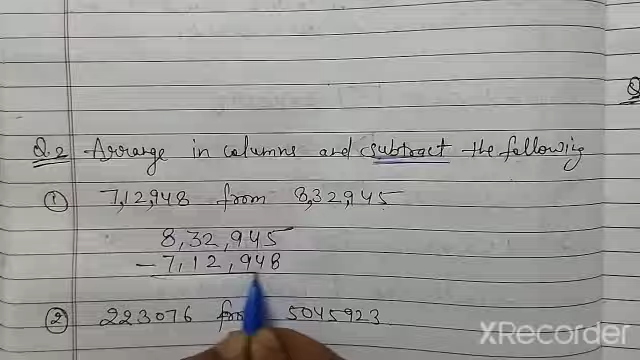 Q
Q.2 Arrange in columns and subtract the following
① 7,12,948 from 8,32,945
8,32,945
- 7,12,948
② 223076 from 5045923
XRecorder